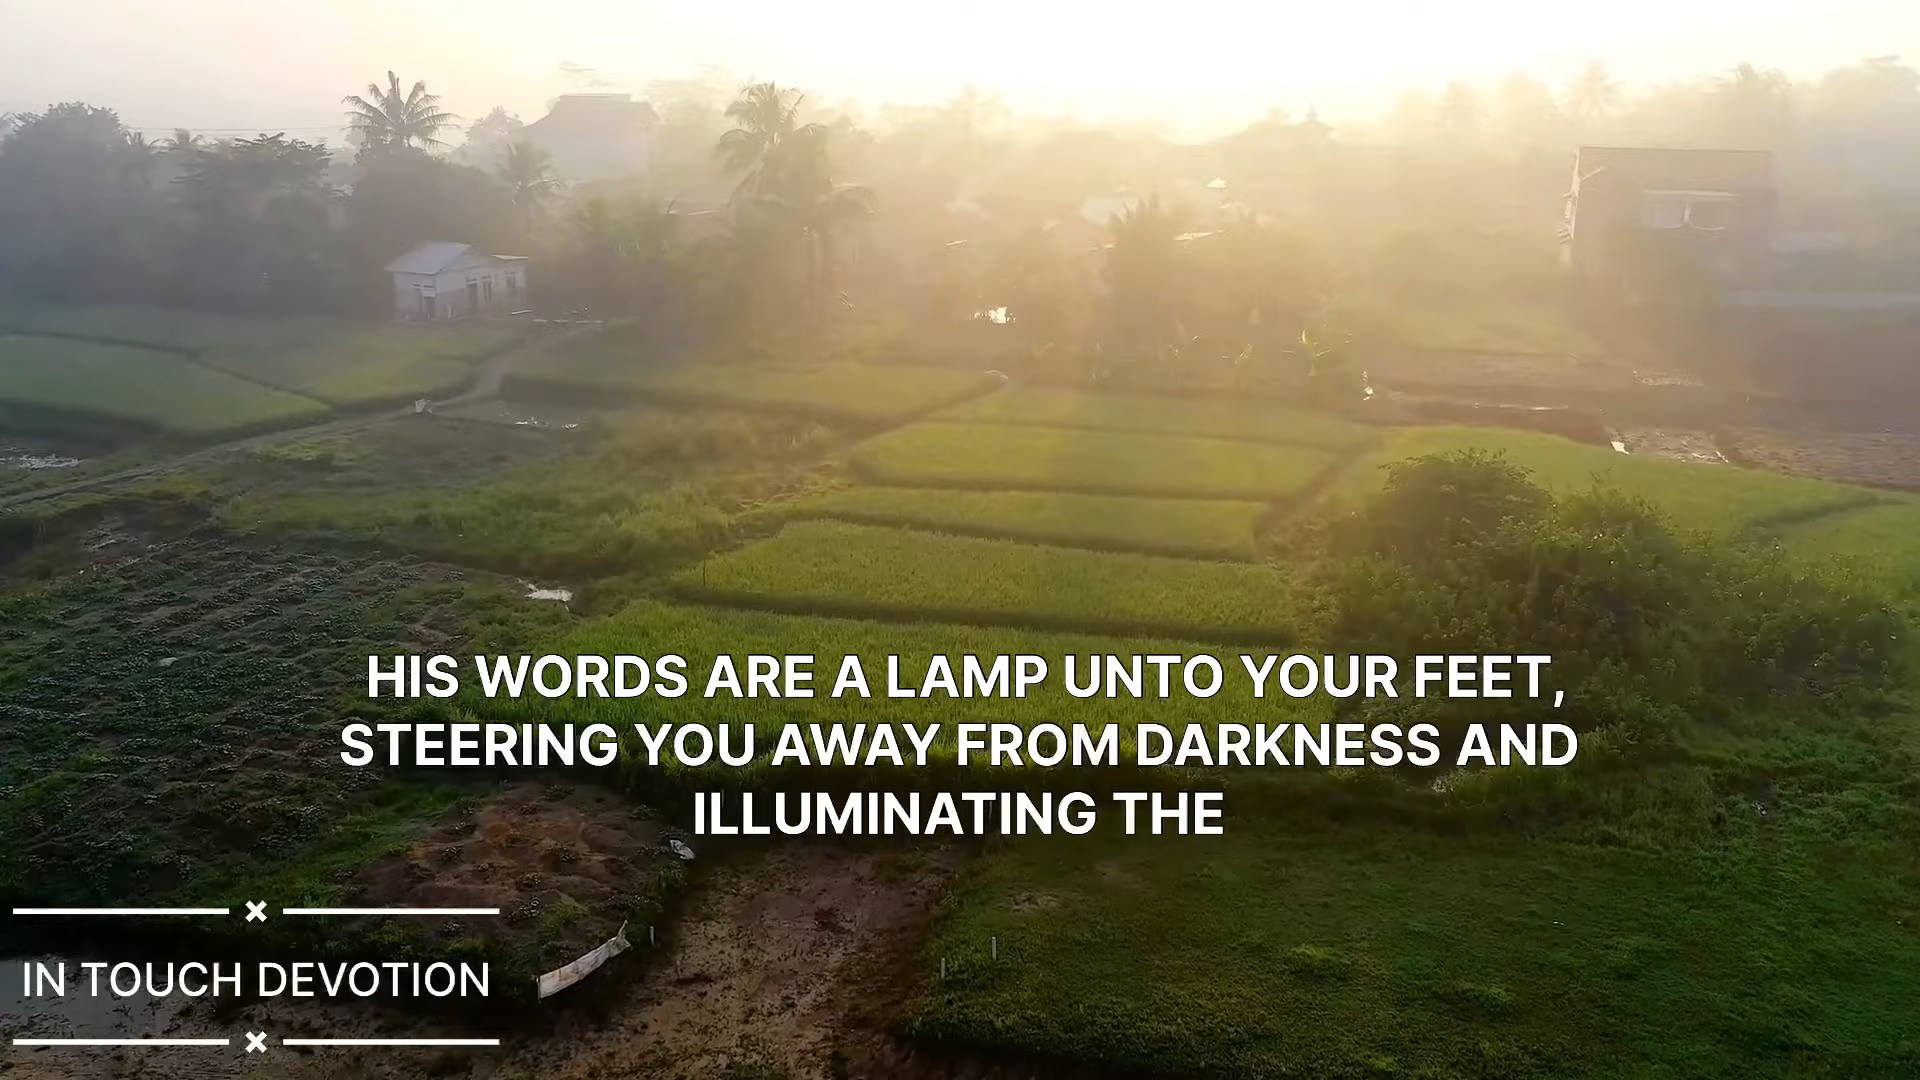 HIS WORDS ARE A LAMP UNTO YOUR FEET,
STEERING YOU AWAY FROM DARKNESS AND
ILLUMINATING THE
IN TOUCH DEVOTION